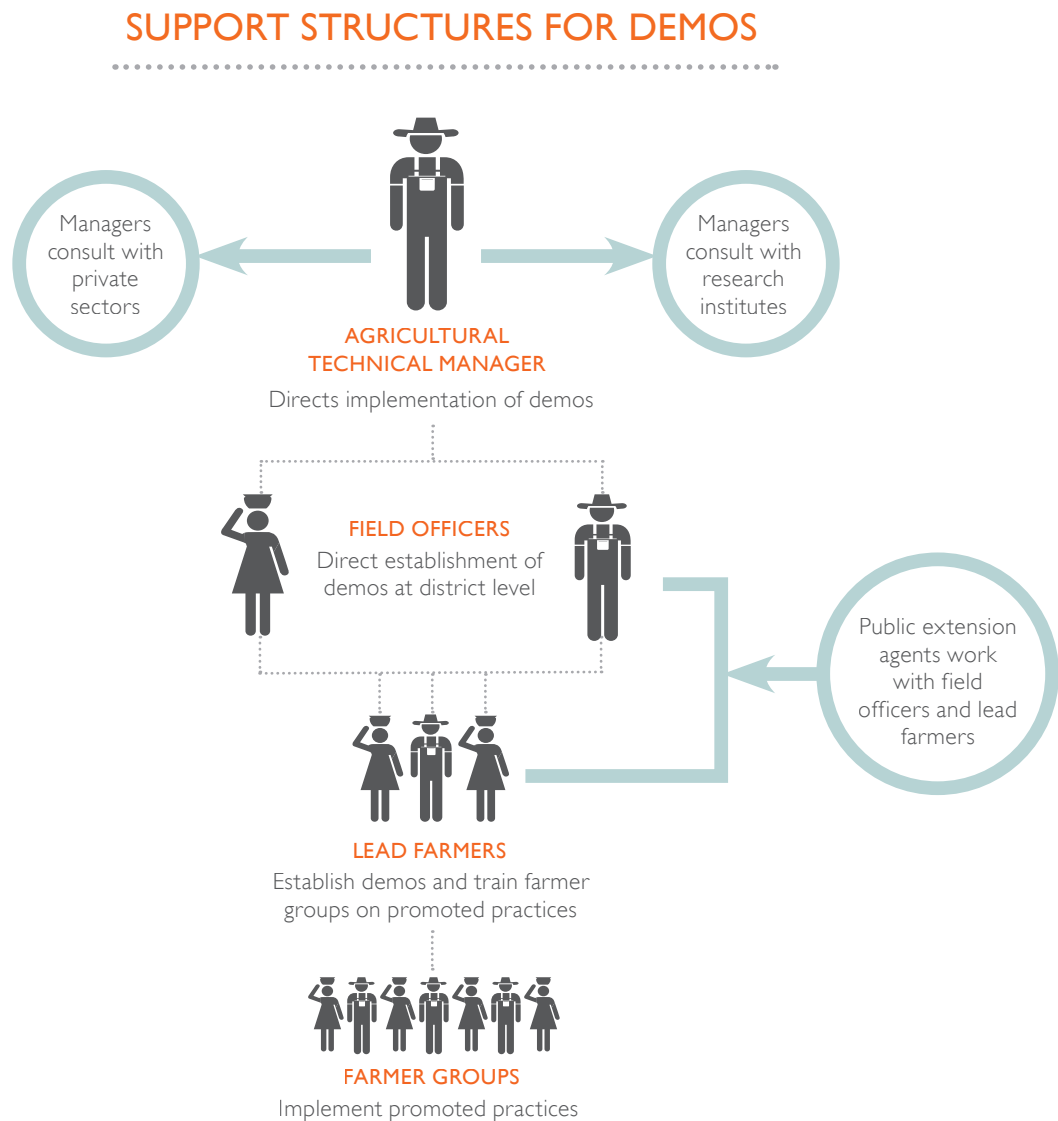 SUPPORT STRUCTURES FOR DEMOS
Managers
consult with
private
sectors
Managers
consult with
research
institutes
AGRICULTURAL
TECHNICAL MANAGER
Directs implementation of demos
FIELD OFFICERS
Direct establishment of
demos at district level
Public extension
agents work
with field
officers and lead
farmers
LEAD FARMERS
Establish demos and train farmer
groups on promoted practices
FARMER GROUPS
Implement promoted practices